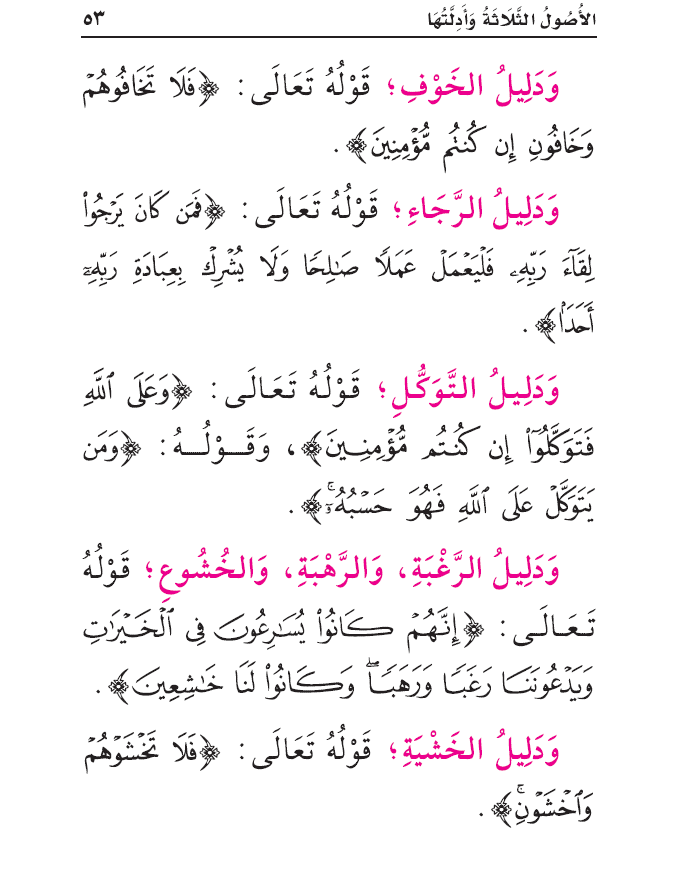 الأُصُولُ الثَّلَاثَةُ وَأَدِلَّتُهَا ٥٣
وَدَلِيلُ الخَوْفِ؛ قَوْلُهُ تَعَالَى: ﴿فَلَا تَخَافُوهُمْ
وَخَافُونِ إِن كُنتُم مُّؤْمِنِينَ﴾.
وَدَلِيلُ الرَّجَاءِ؛ قَوْلُهُ تَعَالَى: ﴿فَمَن كَانَ يَرْجُواْ
لِقَآءَ رَبِّهِۦ فَلْيَعْمَلْ عَمَلًا صَٰلِحًا وَلَا يُشْرِكْ بِعِبَادَةِ رَبِّهِۦٓ
أَحَدًا﴾.
وَدَلِيلُ التَّوَكُّلِ؛ قَوْلُهُ تَعَالَى: ﴿وَعَلَى ٱللَّهِ
فَتَوَكَّلُوٓاْ إِن كُنتُم مُّؤْمِنِينَ﴾، وَقَوْلُهُ: ﴿وَمَن
يَتَوَكَّلْ عَلَى ٱللَّهِ فَهُوَ حَسْبُهُۥٓۚ﴾.
وَدَلِيلُ الرَّغْبَةِ، وَالرَّهْبَةِ، وَالخُشُوعِ؛ قَوْلُهُ
تَعَالَى: ﴿إِنَّهُمْ كَانُواْ يُسَٰرِعُونَ فِي ٱلْخَيْرَٰتِ
وَيَدْعُونَنَا رَغَبًا وَرَهَبًاۖ وَكَانُواْ لَنَا خَٰشِعِينَ﴾.
وَدَلِيلُ الخَشْيَةِ؛ قَوْلُهُ تَعَالَى: ﴿فَلَا تَخْشَوْهُمْ
وَٱخْشَوْنِۚ﴾.